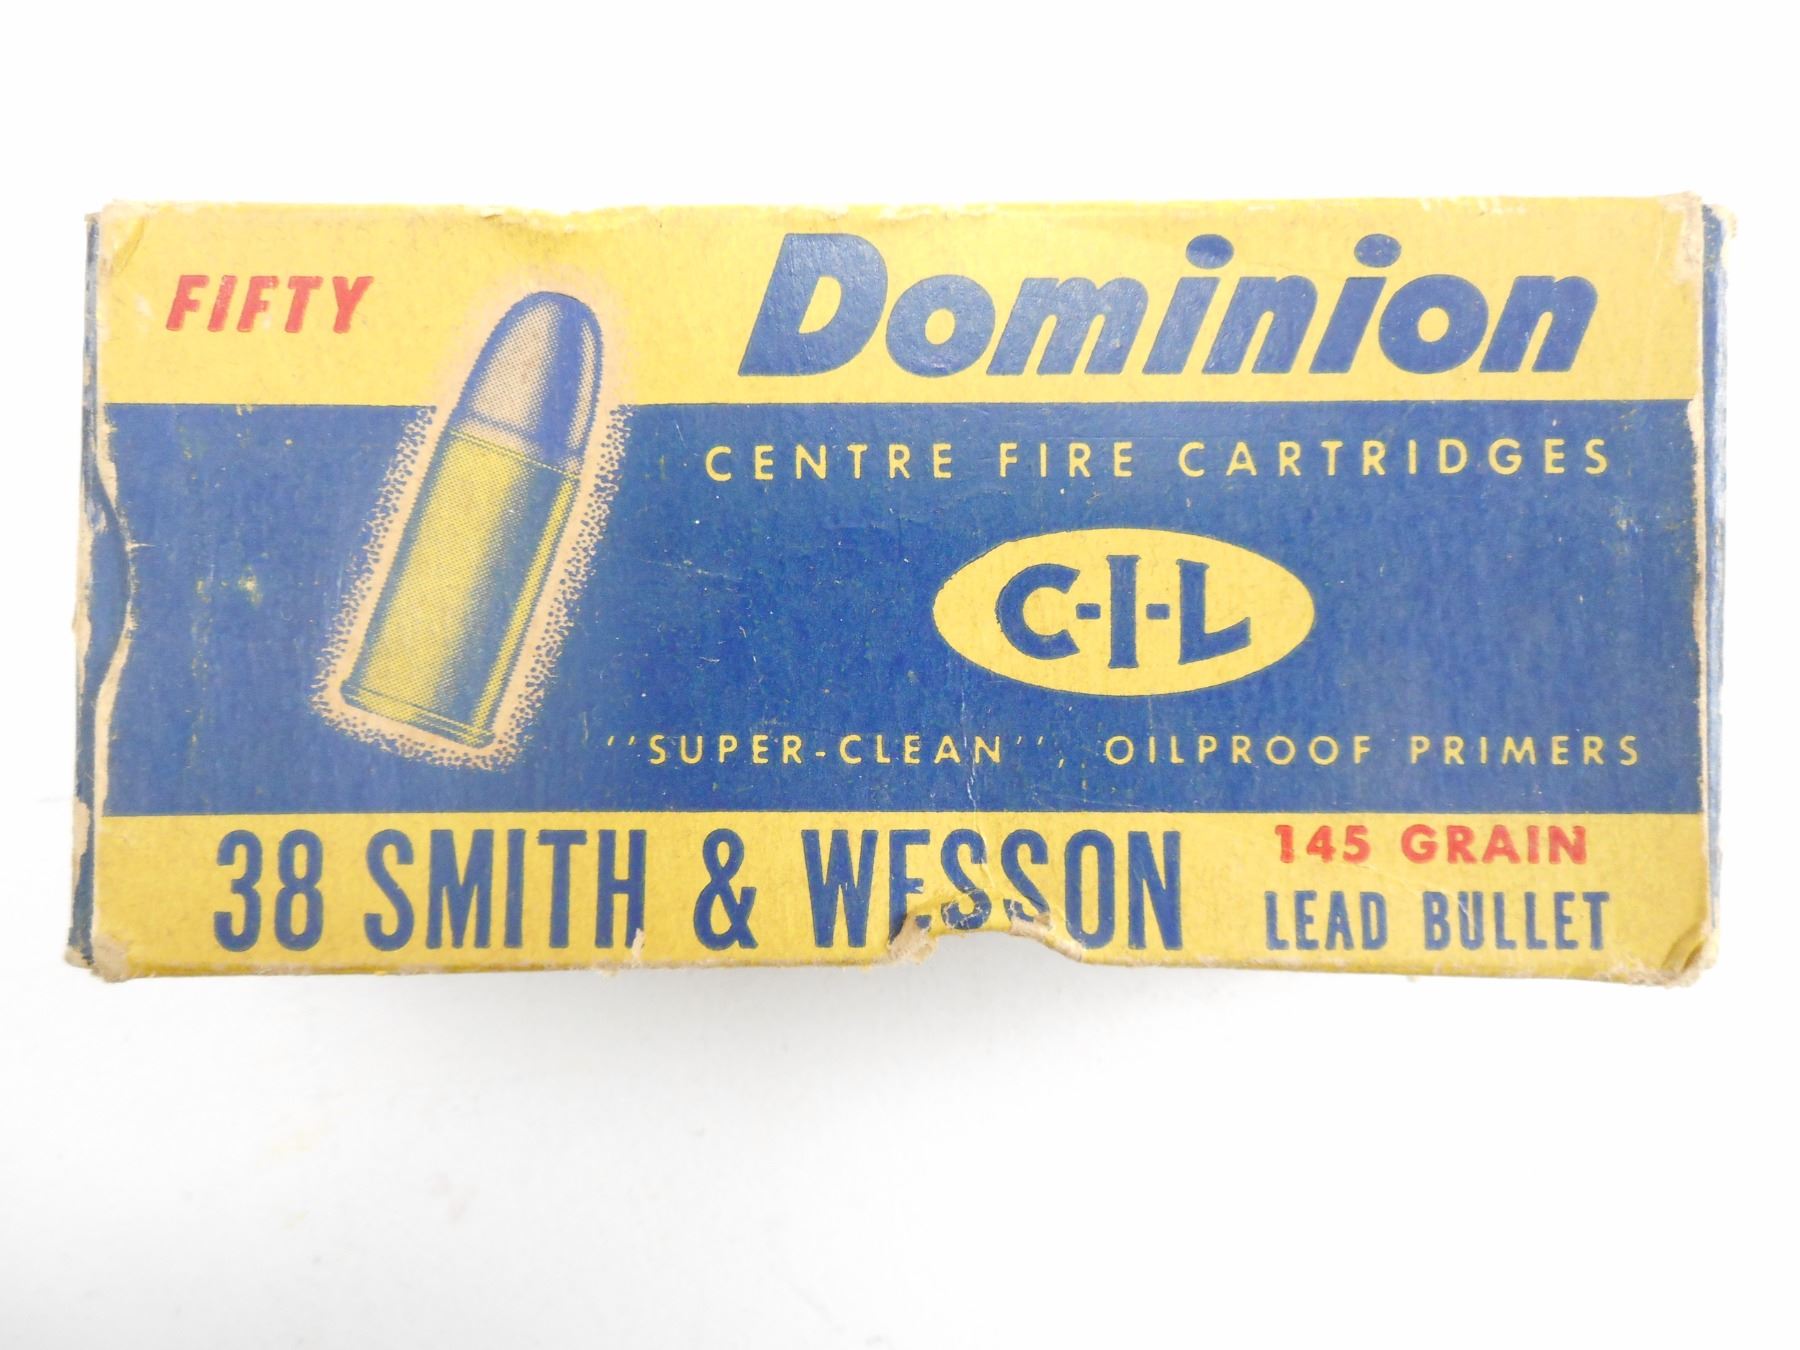 FIFTY
Dominion
CENTRE FIRE CARTRIDGES
C-I-L
"SUPER-CLEAN", OILPROOF PRIMERS
38 SMITH & WESSON
145 GRAIN
LEAD BULLET